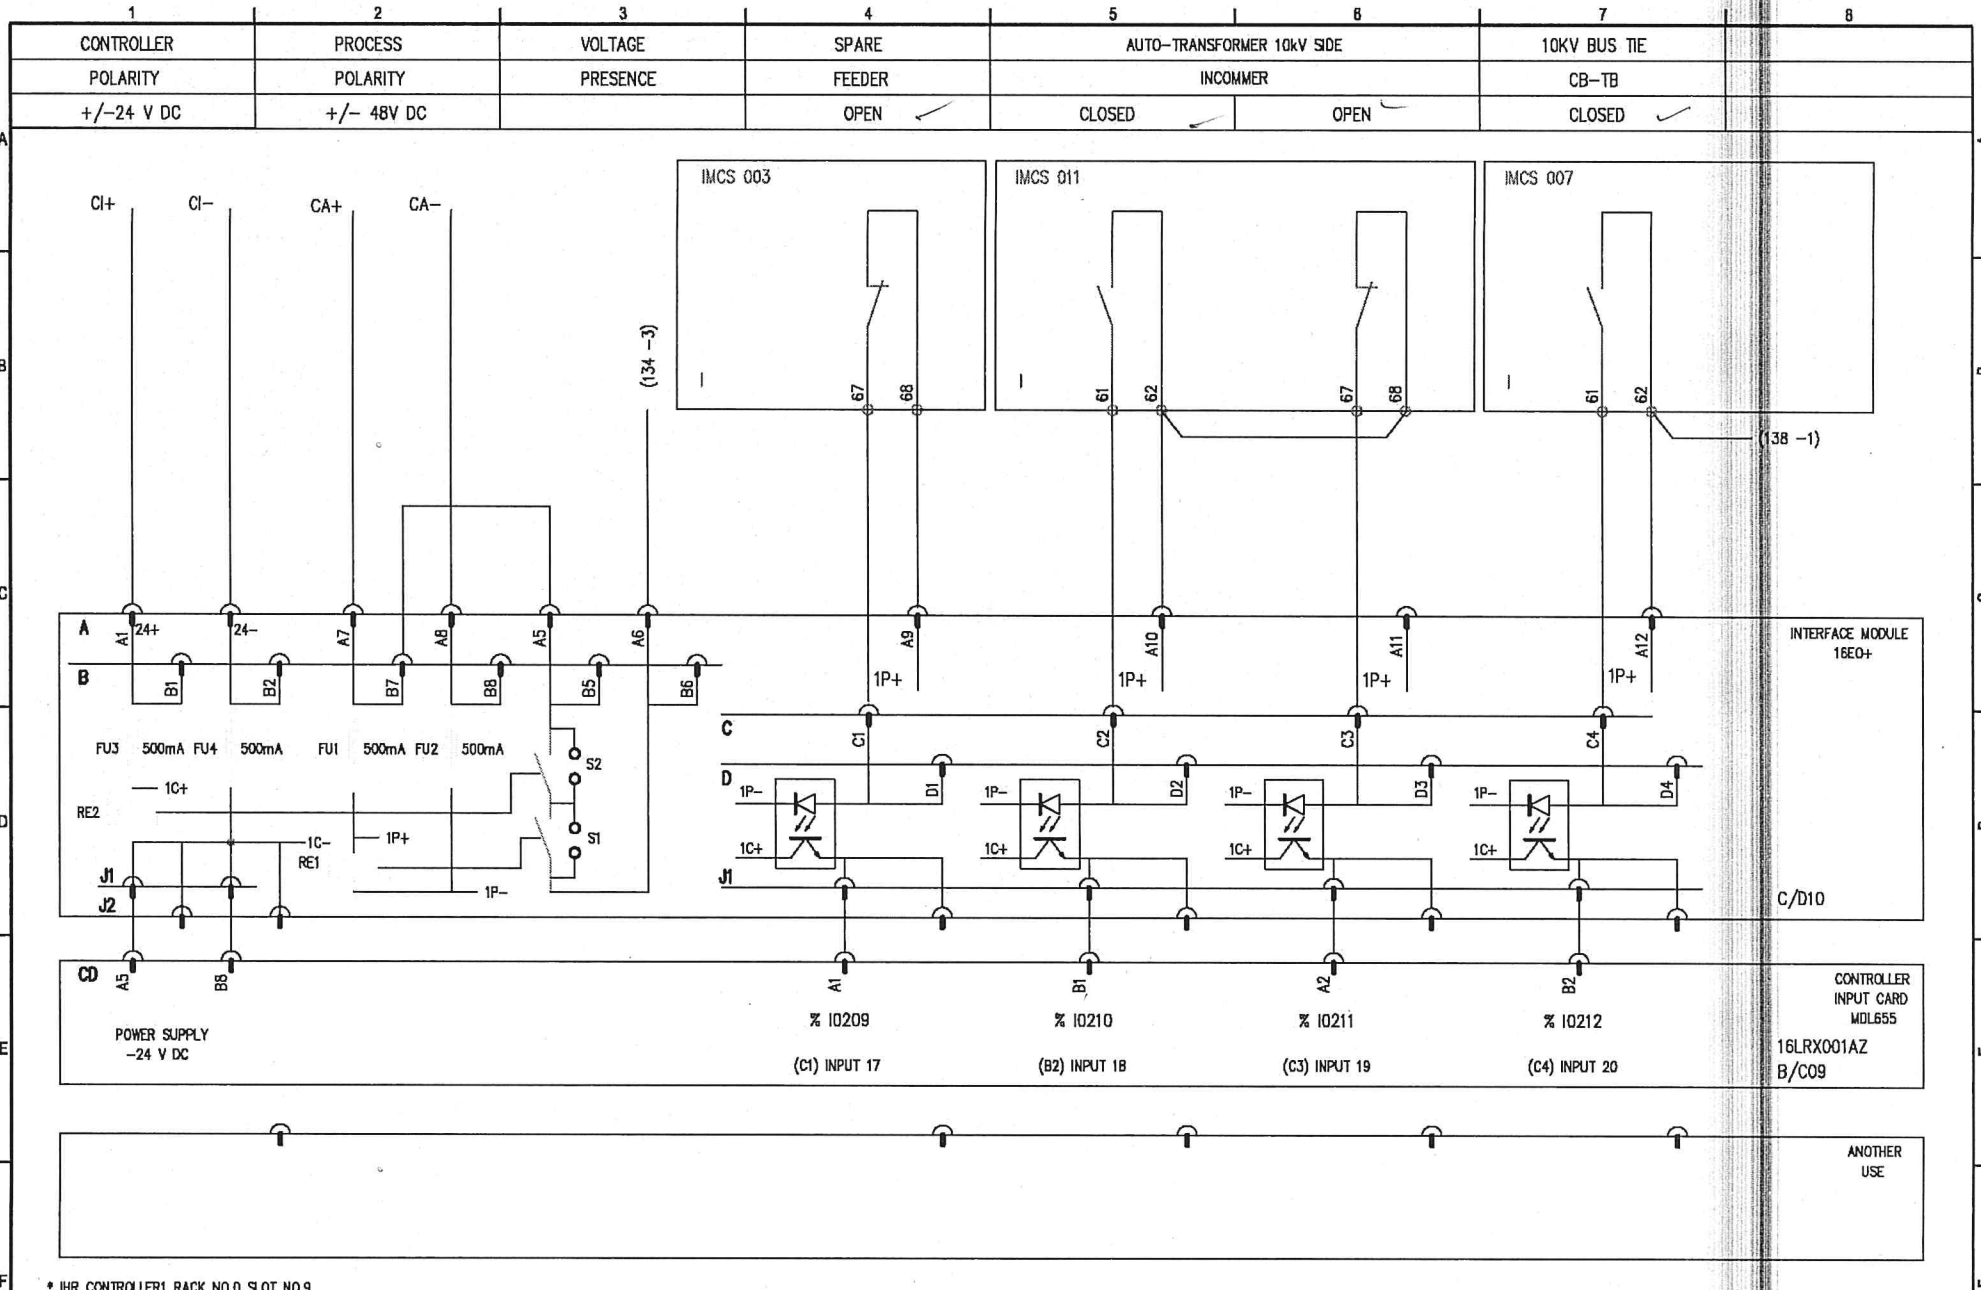 1 2 3 4 5 6 7 8
CONTROLLER PROCESS VOLTAGE SPARE AUTO-TRANSFORMER 10kV SIDE 10KV BUS TIE
POLARITY POLARITY PRESENCE FEEDER INCOMMER CB-TB
+/-24 V DC +/- 48V DC OPEN CLOSED OPEN CLOSED
A
IMCS 003 IMCS 011 IMCS 007
CI+ CI- CA+ CA-
(134 -3)
B
67 68 61 62 67 68 61 62
(138 -1)
C
A 24+ 24- INTERFACE MODULE
A1 A7 A8 A5 A6 A9 A10 A11 A12
16E0+
B B1 B2 B7 B8 B5 B6 1P+ 1P+ 1P+ 1P+
C C1 C2 C3 C4
FU3 500mA FU4 500mA FU1 500mA FU2 500mA
S2
D D1 D2 D3 D4
1C+ 1P- 1P- 1P- 1P-
RE2
D
1P+ S1
1C- 1C+ 1C+ 1C+ 1C+
RE1
J1 1P- J1
J2 C/D10
CD A5 B8 A1 B1 A2 B2 CONTROLLER
INPUT CARD
MDL655
% I0209 % I0210 % I0211 % I0212
POWER SUPPLY
-24 V DC
E
16LRX001AZ
(C1) INPUT 17 (B2) INPUT 18 (C3) INPUT 19 (C4) INPUT 20
B/C09
ANOTHER
USE
F
* IHR CONTROLLER1 RACK NO.0 SLOT NO.9